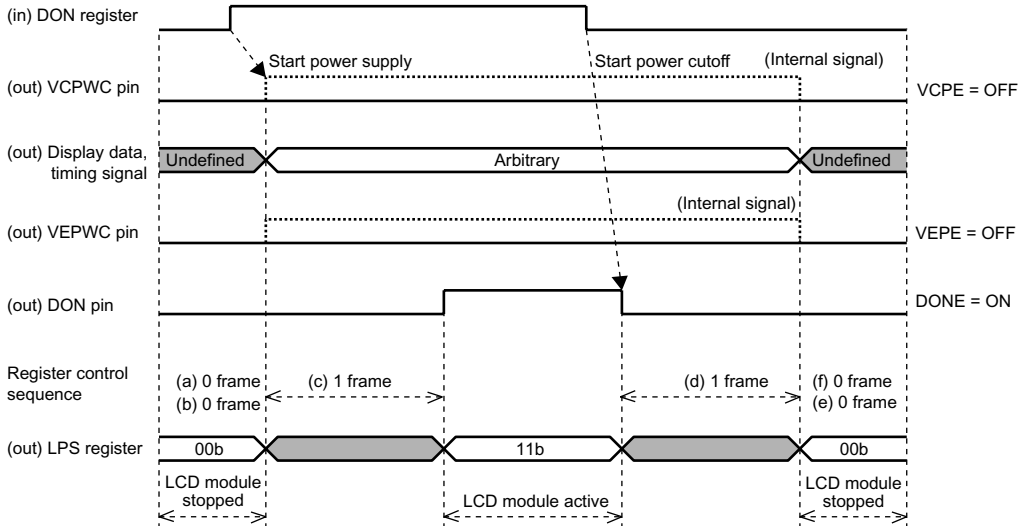 (in) DON register
Start power supply
Start power cutoff
(Internal signal)
(out) VCPWC pin
VCPE = OFF
(out) Display data,
timing signal
Undefined
Arbitrary
Undefined
(Internal signal)
(out) VEPWC pin
VEPE = OFF
(out) DON pin
DONE = ON
Register control
sequence
(a) 0 frame
(b) 0 frame
(c) 1 frame
(d) 1 frame
(f) 0 frame
(e) 0 frame
(out) LPS register
00b
11b
00b
LCD module
stopped
LCD module active
LCD module
stopped